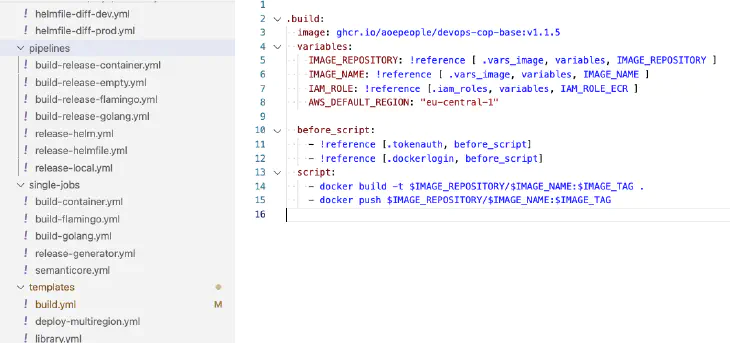 helmfile-diff-dev.yml
helmfile-diff-prod.yml
pipelines
build-release-container.yml
build-release-empty.yml
build-release-flamingo.yml
build-release-golang.yml
release-helm.yml
release-helmfile.yml
release-local.yml
single-jobs
build-container.yml
build-flamingo.yml
build-golang.yml
release-generator.yml
semanticore.yml
templates
build.yml M
deploy-multiregion.yml
library.yml
1
2 .build:
3 image: ghcr.io/aoepeople/devops-cop-base:v1.1.5
4 variables:
5 IMAGE_REPOSITORY: !reference [ .vars_image, variables, IMAGE_REPOSITORY ]
6 IMAGE_NAME: !reference [ .vars_image, variables, IMAGE_NAME ]
7 IAM_ROLE: !reference [.iam_roles, variables, IAM_ROLE_ECR ]
8 AWS_DEFAULT_REGION: "eu-central-1"
9
10 before_script:
11 - !reference [.tokenauth, before_script]
12 - !reference [.dockerlogin, before_script]
13 script:
14 - docker build -t $IMAGE_REPOSITORY/$IMAGE_NAME:$IMAGE_TAG .
15 - docker push $IMAGE_REPOSITORY/$IMAGE_NAME:$IMAGE_TAG
16